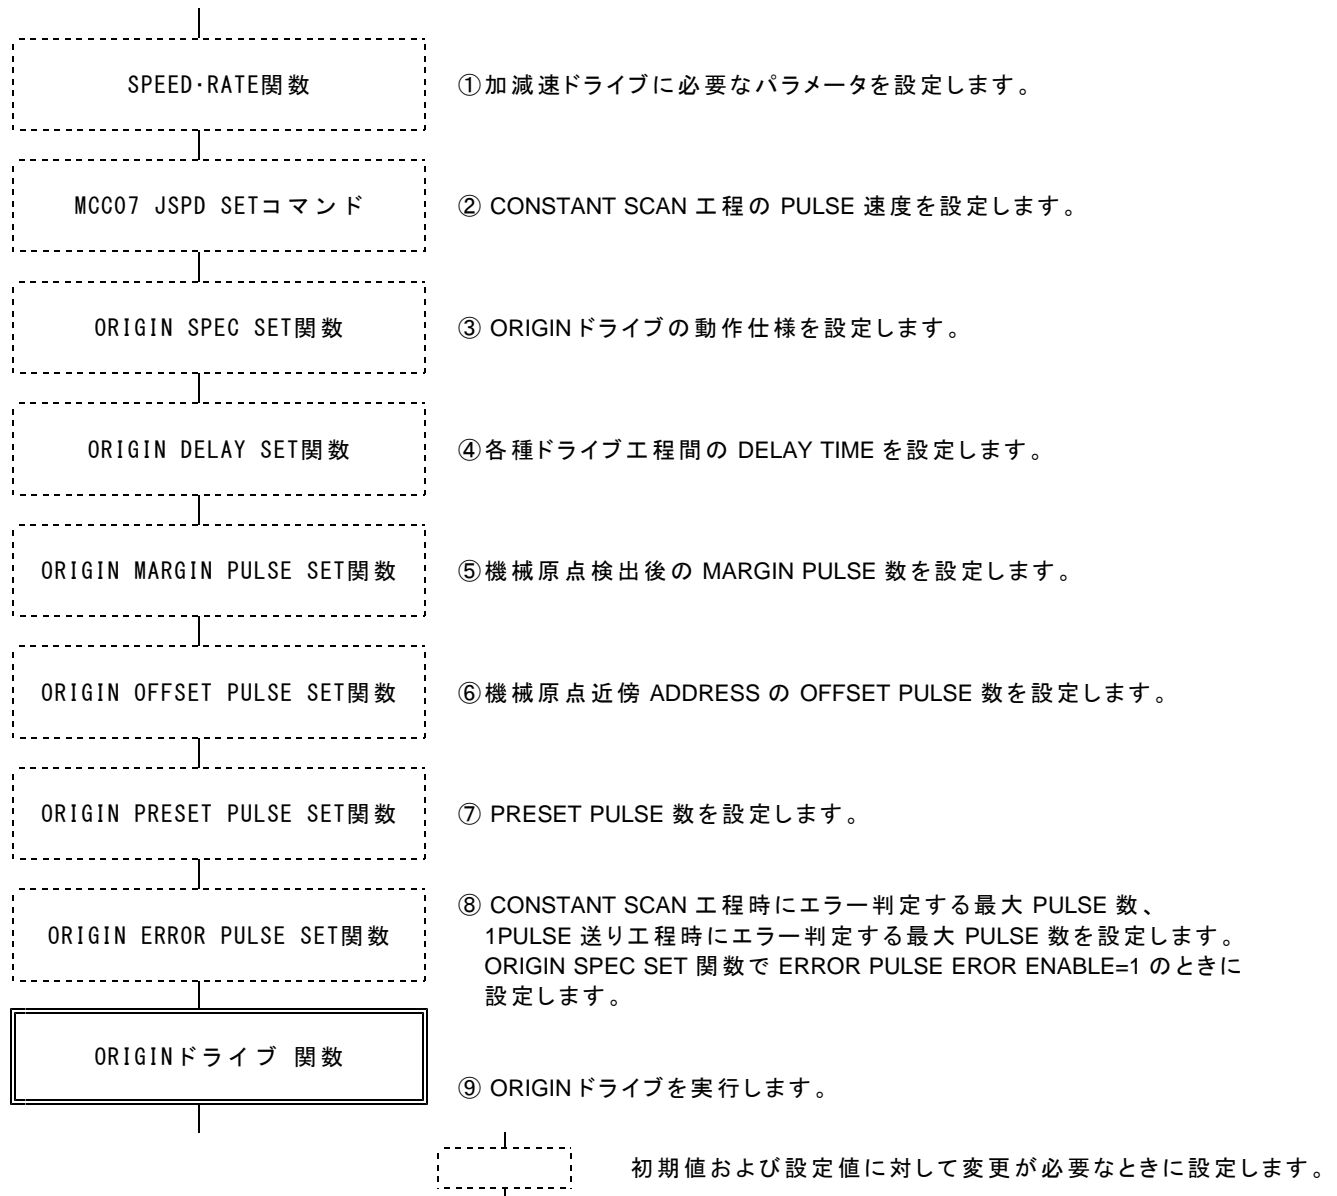 SPEED･RATE関数
①加減速ドライブに必要なパラメータを設定します。
MCC07 JSPD SETコマンド
② CONSTANT SCAN 工程の PULSE 速度を設定します。
ORIGIN SPEC SET関数
③ ORIGINドライブの動作仕様を設定します。
ORIGIN DELAY SET関数
④各種ドライブ工程間の DELAY TIME を設定します。
ORIGIN MARGIN PULSE SET関数
⑤機械原点検出後の MARGIN PULSE 数を設定します。
ORIGIN OFFSET PULSE SET関数
⑥機械原点近傍 ADDRESS の OFFSET PULSE 数を設定します。
ORIGIN PRESET PULSE SET関数
⑦ PRESET PULSE 数を設定します。
ORIGIN ERROR PULSE SET関数
⑧ CONSTANT SCAN 工程時にエラー判定する最大 PULSE 数、
1PULSE 送り工程時にエラー判定する最大 PULSE 数を設定します。
ORIGIN SPEC SET 関数で ERROR PULSE EROR ENABLE=1 のときに
設定します。
ORIGINドライブ 関数
⑨ ORIGINドライブを実行します。
初期値および設定値に対して変更が必要なときに設定します。